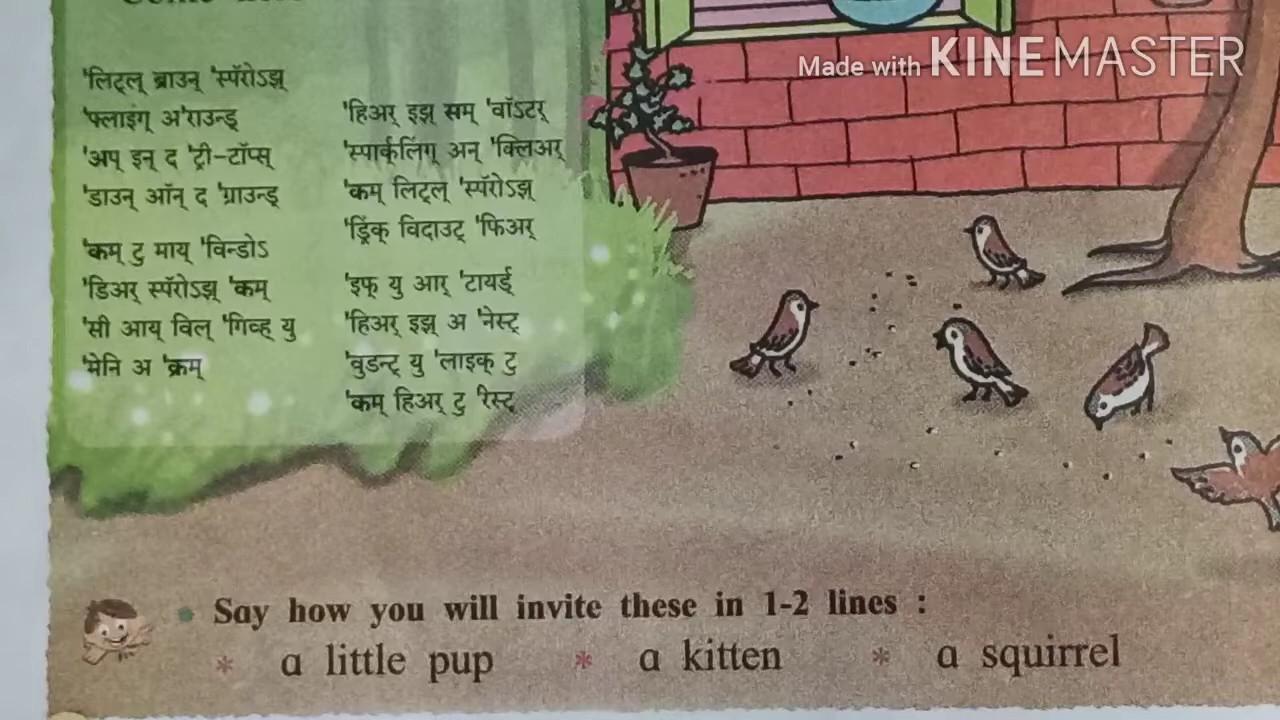 Made with KINEMASTER
'लिट्ल् ब्राउन् 'स्पॅरोऽझ्
'फ्लाइंग् अ'राउन्ड्
'अप् इन् द 'ट्री-टॉप्स्
'डाउन् ऑन् द 'ग्राउन्ड्
'कम् टु माय् 'विन्डोऽ
'डिअर् स्पॅरोऽझ् 'कम्
'सी आय् विल् 'गिव्ह् यु
'मेनि अ 'क्रम्
'हिअर् इझ् सम् 'वॉऽटर्
'स्पार्क्लिंग् अन् 'क्लिअर्
'कम् लिट्ल् 'स्पॅरोऽझ्
'ड्रिंक् विदाउट् 'फिअर्
'इफ् यु आर् 'टायर्ड्
'हिअर् इझ् अ 'नेस्ट्
'वुडन्ट् यु 'लाइक् टु
'कम् हिअर् टु 'रेस्ट्
Say how you will invite these in 1-2 lines :
* a little pup * a kitten * a squirrel